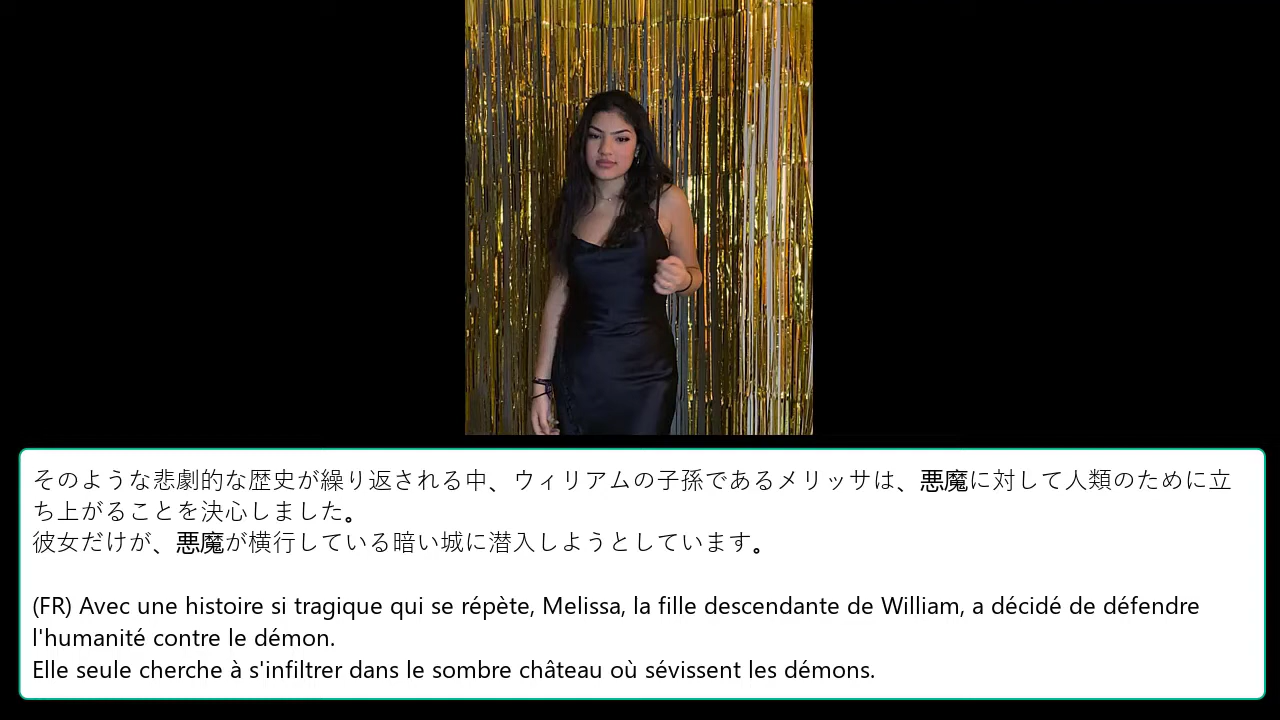 そのような悲劇的な歴史が繰り返される中、ウィリアムの子孫であるメリッサは、悪魔に対して人類のために立
ち上がることを決心しました。
彼女だけが、悪魔が横行している暗い城に潜入しようとしています。
(FR) Avec une histoire si tragique qui se répète, Melissa, la fille descendante de William, a décidé de défendre
l'humanité contre le démon.
Elle seule cherche à s'infiltrer dans le sombre château où sévissent les démons.